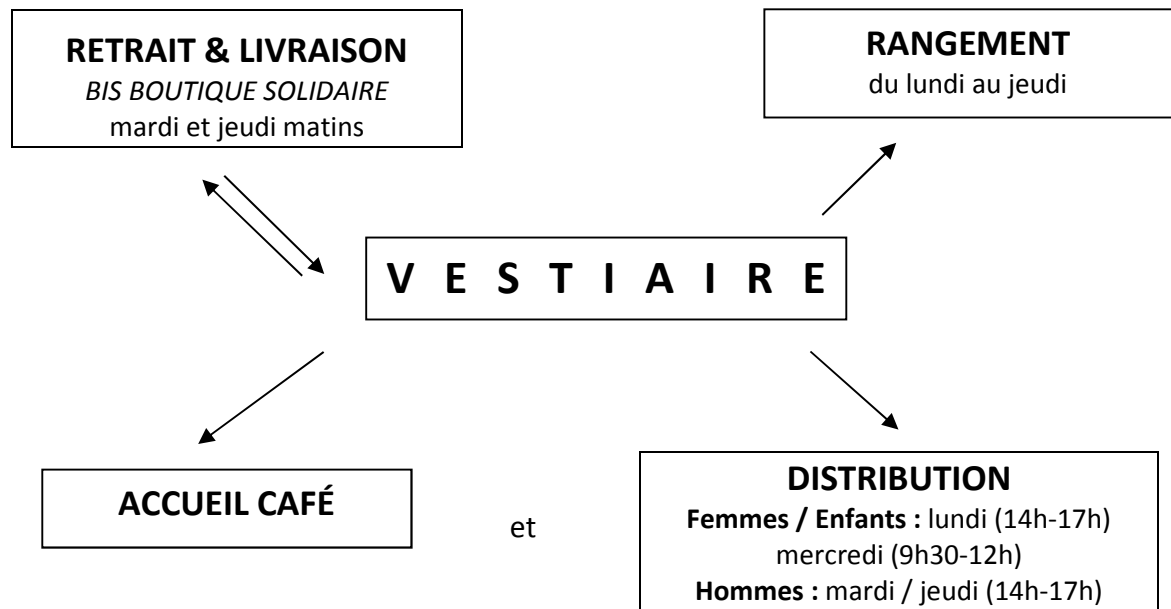 RETRAIT & LIVRAISON
BIS BOUTIQUE SOLIDAIRE
mardi et jeudi matins
RANGEMENT
du lundi au jeudi
V E S T I A I R E
ACCUEIL CAFÉ
et
DISTRIBUTION
Femmes / Enfants : lundi (14h-17h)
mercredi (9h30-12h)
Hommes : mardi / jeudi (14h-17h)